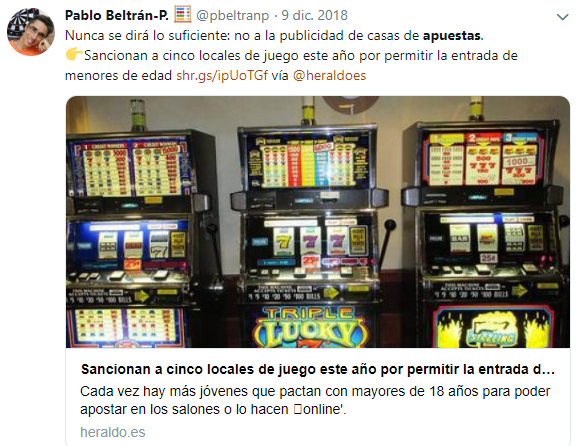 Pablo Beltrán-P. @pbeltranp · 9 dic. 2018
Nunca se dirá lo suficiente: no a la publicidad de casas de apuestas.
👉Sancionan a cinco locales de juego este año por permitir la entrada de
menores de edad shr.gs/ipUoTGf vía @heraldoes
TRIPLE
LUCKY
Sancionan a cinco locales de juego este año por permitir la entrada d...
Cada vez hay más jóvenes que pactan con mayores de 18 años para poder
apostar en los salones o lo hacen online'.
heraldo.es